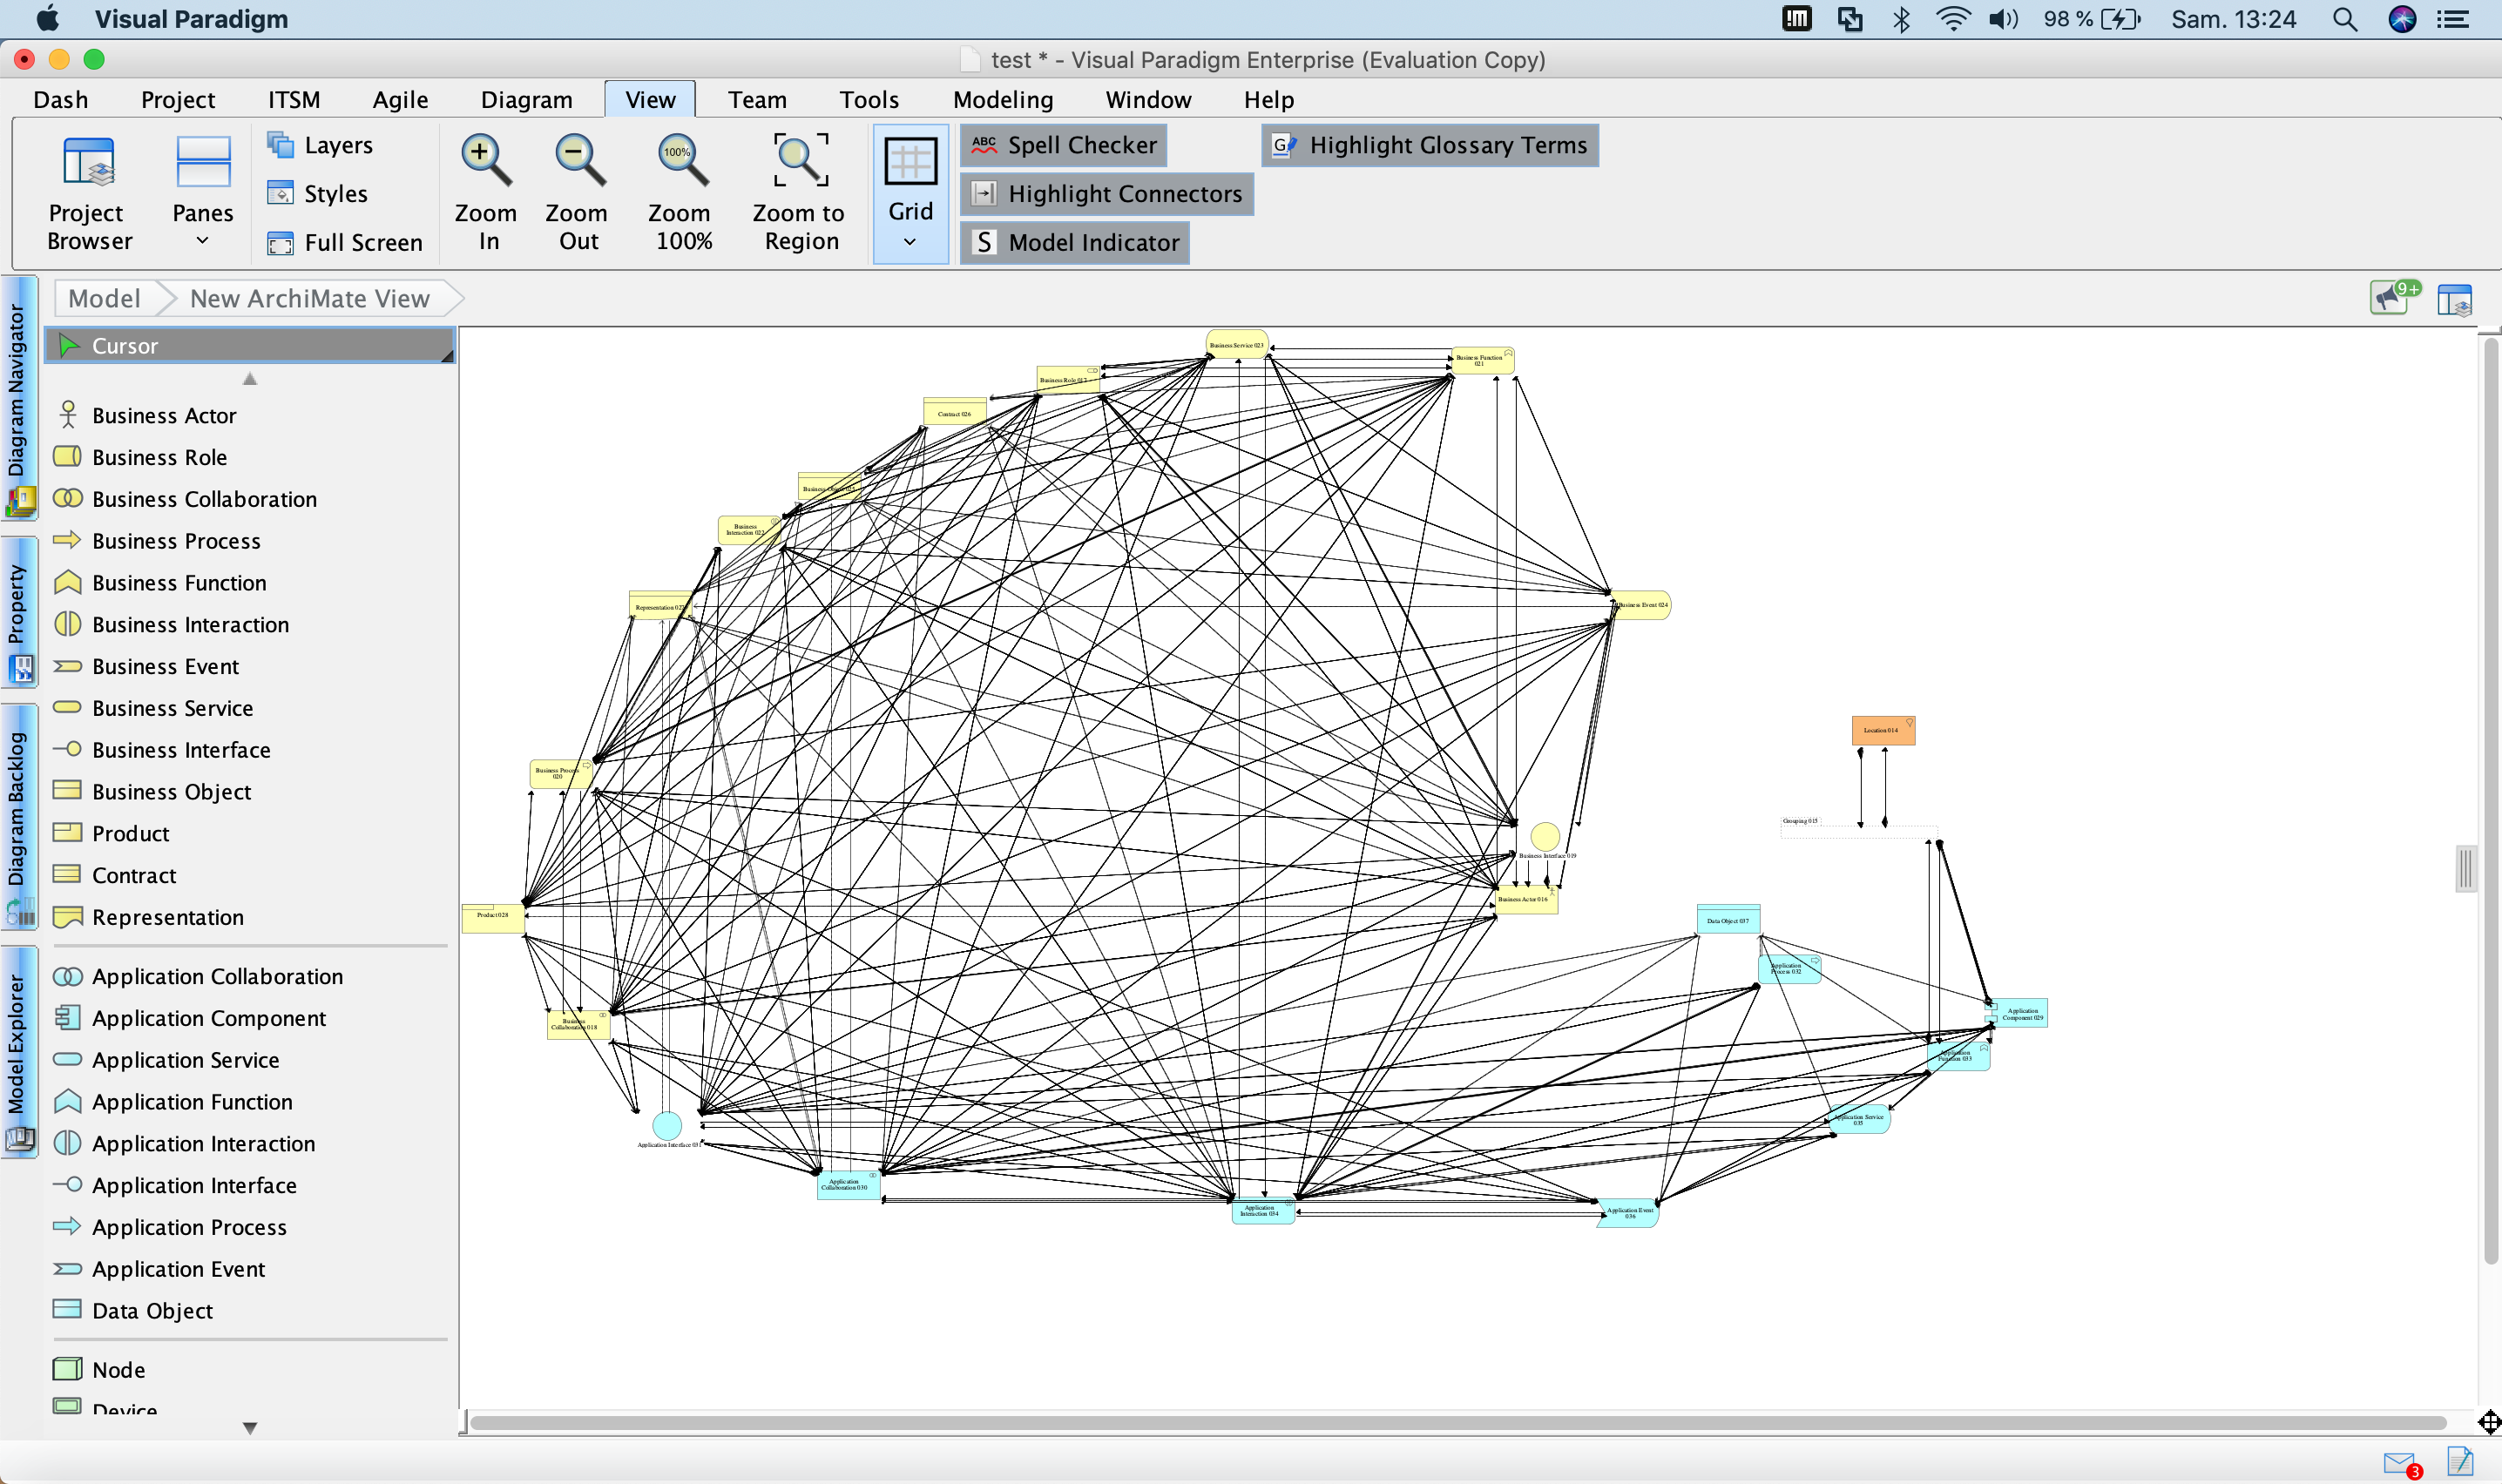 Visual Paradigm
98 %
Sam. 13:24
test * - Visual Paradigm Enterprise (Evaluation Copy)
Dash
Project
ITSM
Agile
Diagram
View
Team
Tools
Modeling
Window
Help
Project
Browser
Panes
Layers
Styles
Full Screen
Zoom
In
Zoom
Out
100%
Zoom
100%
Zoom to
Region
Grid
ABC
Spell Checker
Highlight Connectors
S
Model Indicator
G
Highlight Glossary Terms
Diagram Navigator
Property
Diagram Backlog
Model Explorer
Model
New ArchiMate View
9+
Cursor
Business Actor
Business Role
Business Collaboration
Business Process
Business Function
Business Interaction
Business Event
Business Service
Business Interface
Business Object
Product
Contract
Representation
Application Collaboration
Application Component
Application Service
Application Function
Application Interaction
Application Interface
Application Process
Application Event
Data Object
Node
Device
Business Service 023
Business Function
021
Business Role 017
Contract 026
Business Object 025
Business
Interaction 022
Representation 027
Business Event 024
Location 014
Business Process
020
Grouping 015
Business Interface 019
Business Actor 016
Product 028
Data Object 037
Application
Process 032
Application
Component 029
Business
Collaboration 018
Application
Function 033
Application Service
035
Application Interface 031
Application
Collaboration 030
Application
Interaction 034
Application Event
036
3